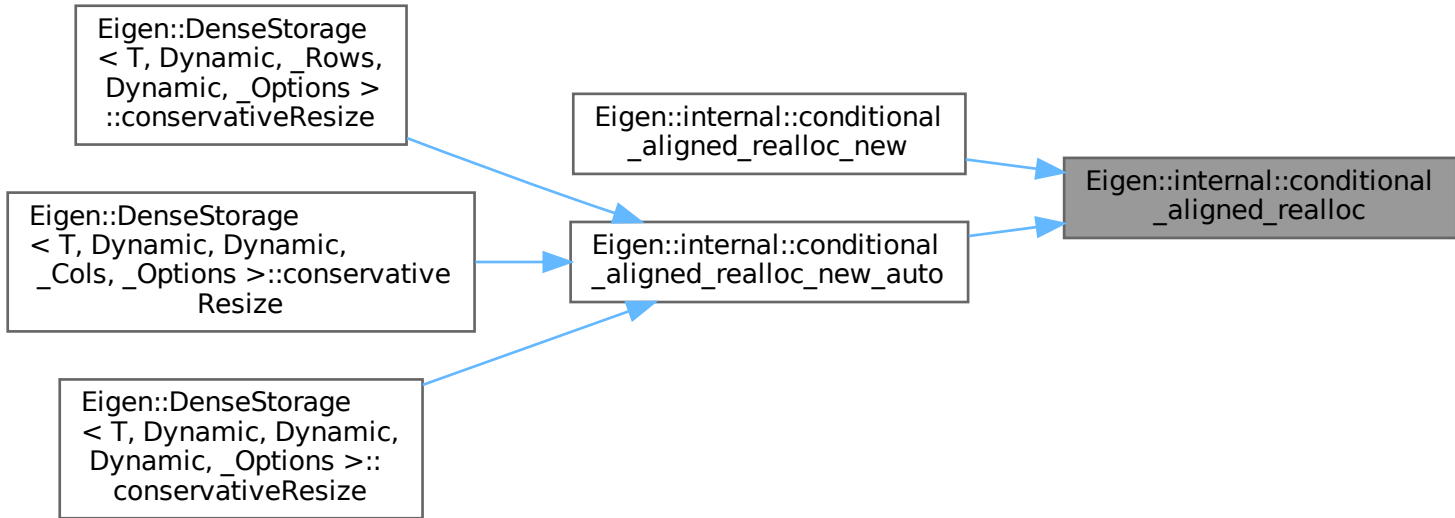 Eigen::DenseStorage
< T, Dynamic, _Rows,
Dynamic, _Options >
::conservativeResize
Eigen::DenseStorage
< T, Dynamic, Dynamic,
_Cols, _Options >::conservative
Resize
Eigen::DenseStorage
< T, Dynamic, Dynamic,
Dynamic, _Options >::
conservativeResize
Eigen::internal::conditional
_aligned_realloc_new
Eigen::internal::conditional
_aligned_realloc_new_auto
Eigen::internal::conditional
_aligned_realloc